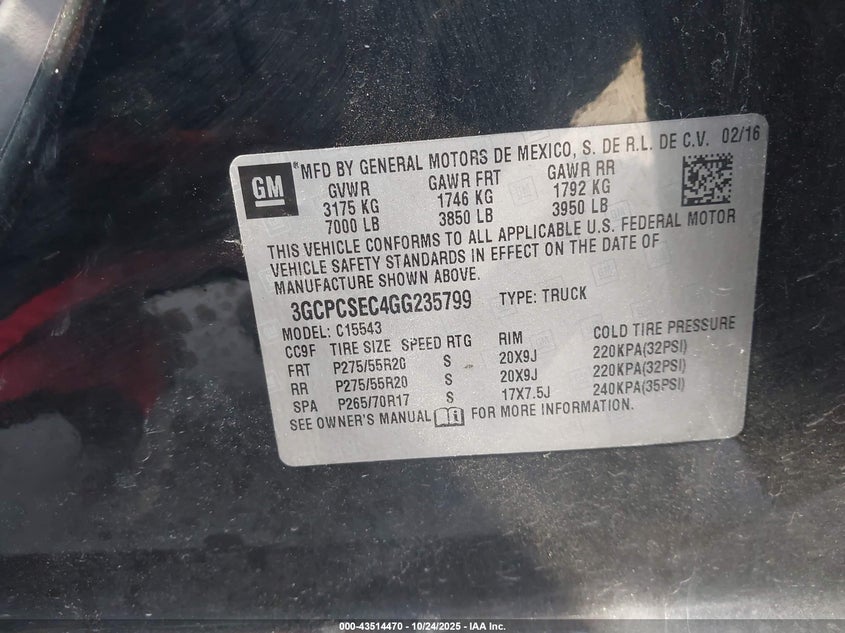 GM
® MFD BY GENERAL MOTORS DE MEXICO, S. DE R.L. DE C.V. 02/16
GVWR GAWR FRT GAWR RR
3175 KG 1746 KG 1792 KG
7000 LB 3850 LB 3950 LB
THIS VEHICLE CONFORMS TO ALL APPLICABLE U.S. FEDERAL MOTOR
VEHICLE SAFETY STANDARDS IN EFFECT ON THE DATE OF
MANUFACTURE SHOWN ABOVE.
3GCPCSEC4GG235799 TYPE: TRUCK
MODEL: C15543
CC9F TIRE SIZE SPEED RTG RIM COLD TIRE PRESSURE
FRT P275/55R20 S 20X9J 220KPA(32PSI)
RR P275/55R20 S 20X9J 220KPA(32PSI)
SPA P265/70R17 S 17X7.5J 240KPA(35PSI)
SEE OWNER'S MANUAL FOR MORE INFORMATION.
000-43514470 - 10/24/2025 - IAA Inc.